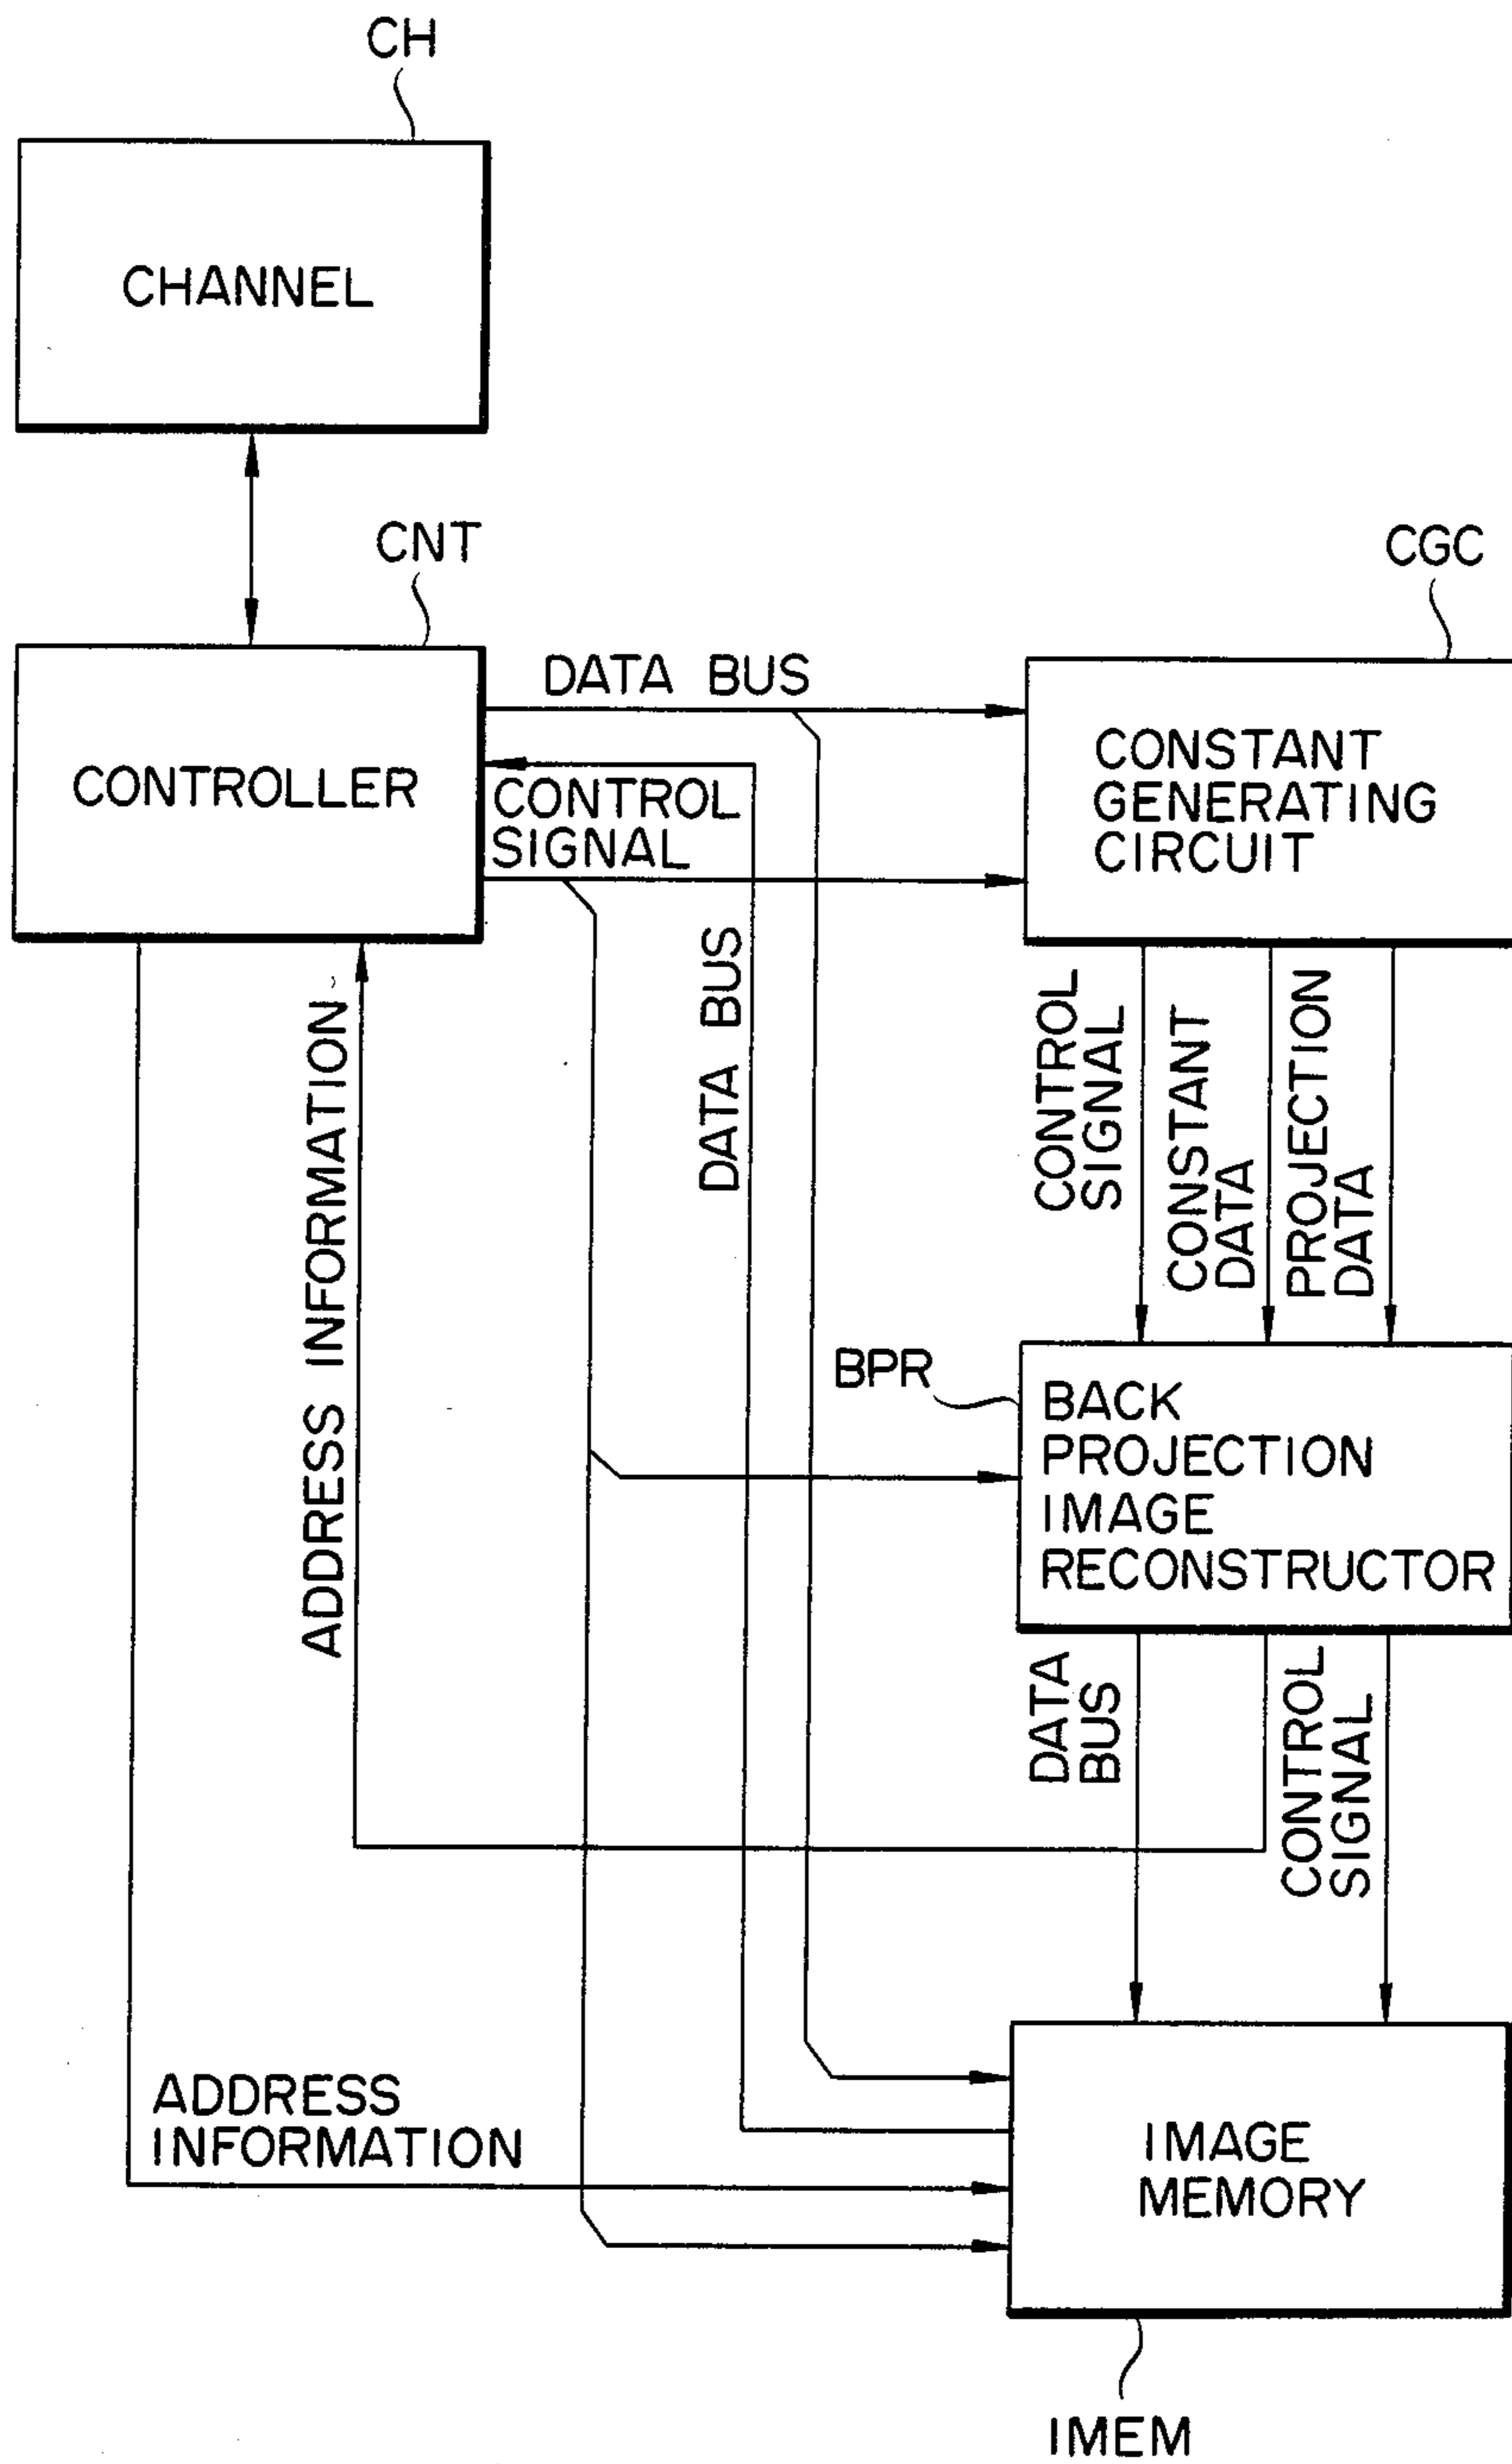 CH
CHANNEL
CNT
CGC
DATA BUS
CONTROLLER
CONTROL
SIGNAL
CONSTANT
GENERATING
CIRCUIT
DATA BUS
ADDRESS INFORMATION
CONTROL
SIGNAL
CONSTANT
DATA
PROJECTION
DATA
BPR
BACK
PROJECTION
IMAGE
RECONSTRUCTOR
DATA
BUS
CONTROL
SIGNAL
ADDRESS
INFORMATION
IMAGE
MEMORY
IMEM